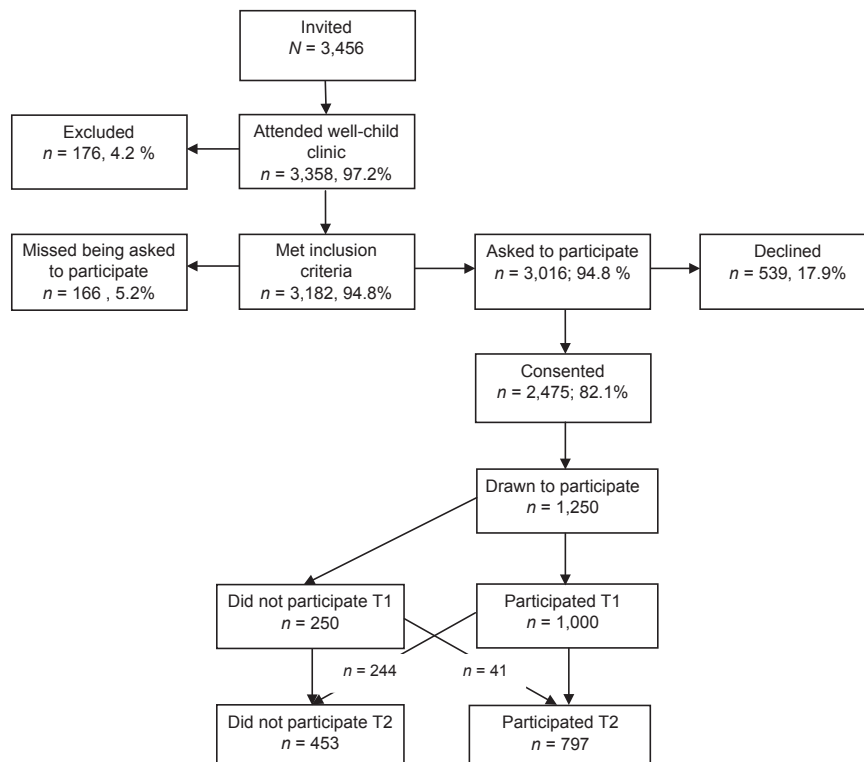 Invited
N = 3,456
Excluded
n = 176, 4.2 %
Attended well-child
clinic
n = 3,358, 97.2%
Missed being asked
to participate
n = 166 , 5.2%
Met inclusion
criteria
n = 3,182, 94.8%
Asked to participate
n = 3,016; 94.8 %
Declined
n = 539, 17.9%
Consented
n = 2,475; 82.1%
Drawn to participate
n = 1,250
Did not participate T1
n = 250
Participated T1
n = 1,000
n = 244
n = 41
Did not participate T2
n = 453
Participated T2
n = 797